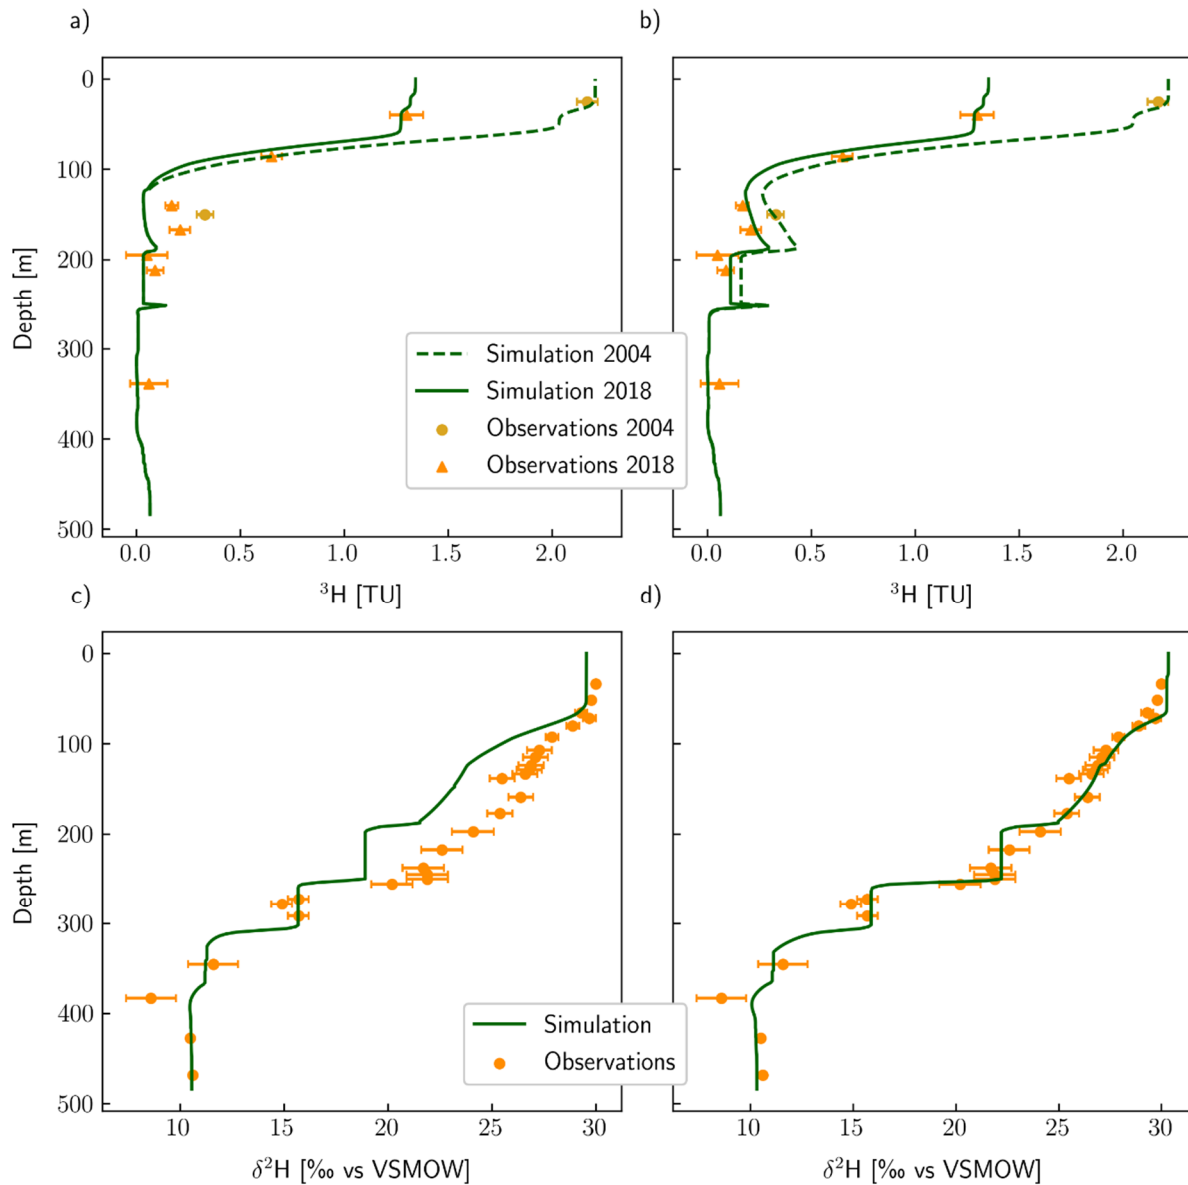 a)
b)
0
100
200
300
400
500
Depth [m]
0.0 0.5 1.0 1.5 2.0
³H [TU]
0.0 0.5 1.0 1.5 2.0
³H [TU]
Simulation 2004
Simulation 2018
Observations 2004
Observations 2018
c)
d)
0
100
200
300
400
500
Depth [m]
10 15 20 25 30
δ²H [‰ vs VSMOW]
10 15 20 25 30
δ²H [‰ vs VSMOW]
Simulation
Observations